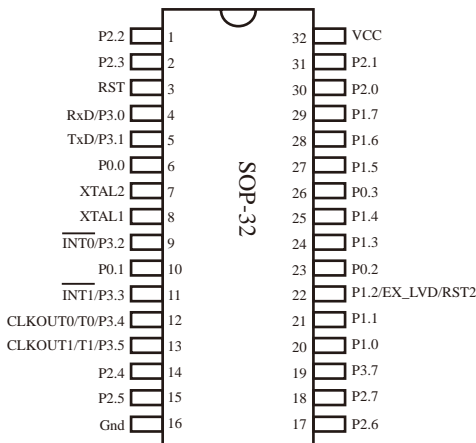 P2.2 1 32 VCC
P2.3 2 31 P2.1
RST 3 30 P2.0
RxD/P3.0 4 29 P1.7
TxD/P3.1 5 28 P1.6
P0.0 6 27 P1.5
XTAL2 7 26 P0.3
XTAL1 8 25 P1.4
INT0/P3.2 9 24 P1.3
P0.1 10 23 P0.2
INT1/P3.3 11 22 P1.2/EX_LVD/RST2
CLKOUT0/T0/P3.4 12 21 P1.1
CLKOUT1/T1/P3.5 13 20 P1.0
P2.4 14 19 P3.7
P2.5 15 18 P2.7
Gnd 16 17 P2.6
SOP-32